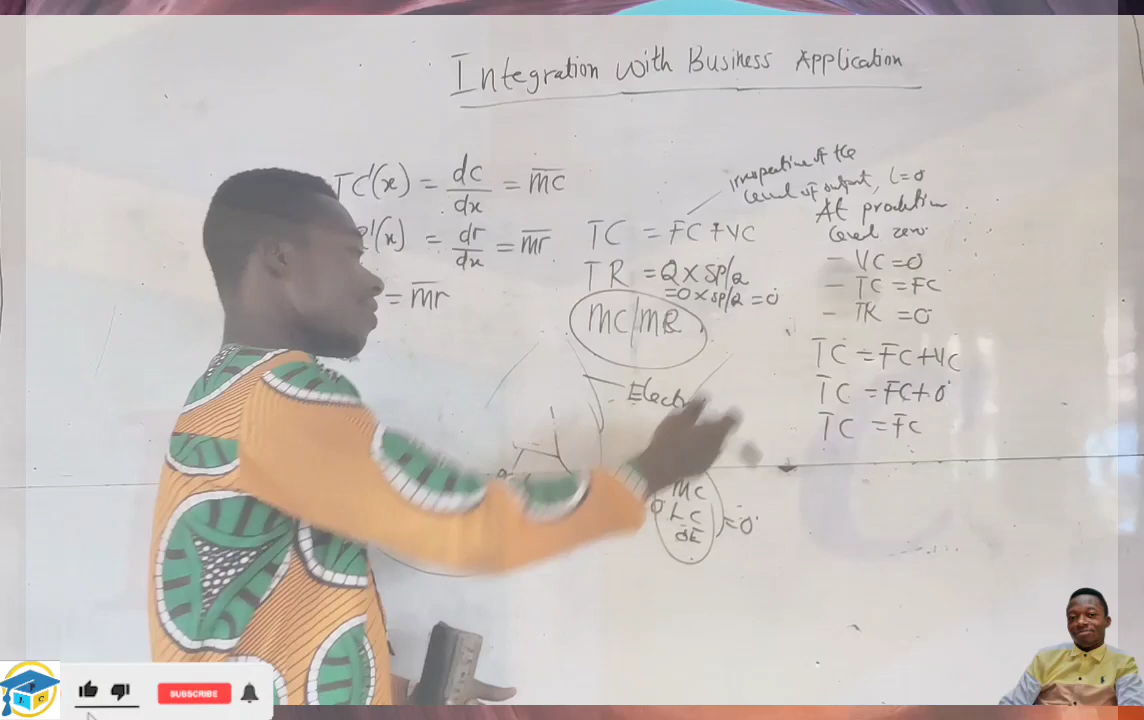 Integration with Business Application
TC'(x) = dc/dx = mc
'(x) = dr/dx = mr
= mr
TC = FC + VC
TR = Q X SP/Q
= 0 X SP/Q = 0
MC/MR
Irrespective of the
level of output, L=0
At production
level zero
- VC = 0
- TC = FC
- TR = 0
TC = FC + VC
TC = FC + 0
TC = FC
MC
LC
= 0
SUBSCRIBE